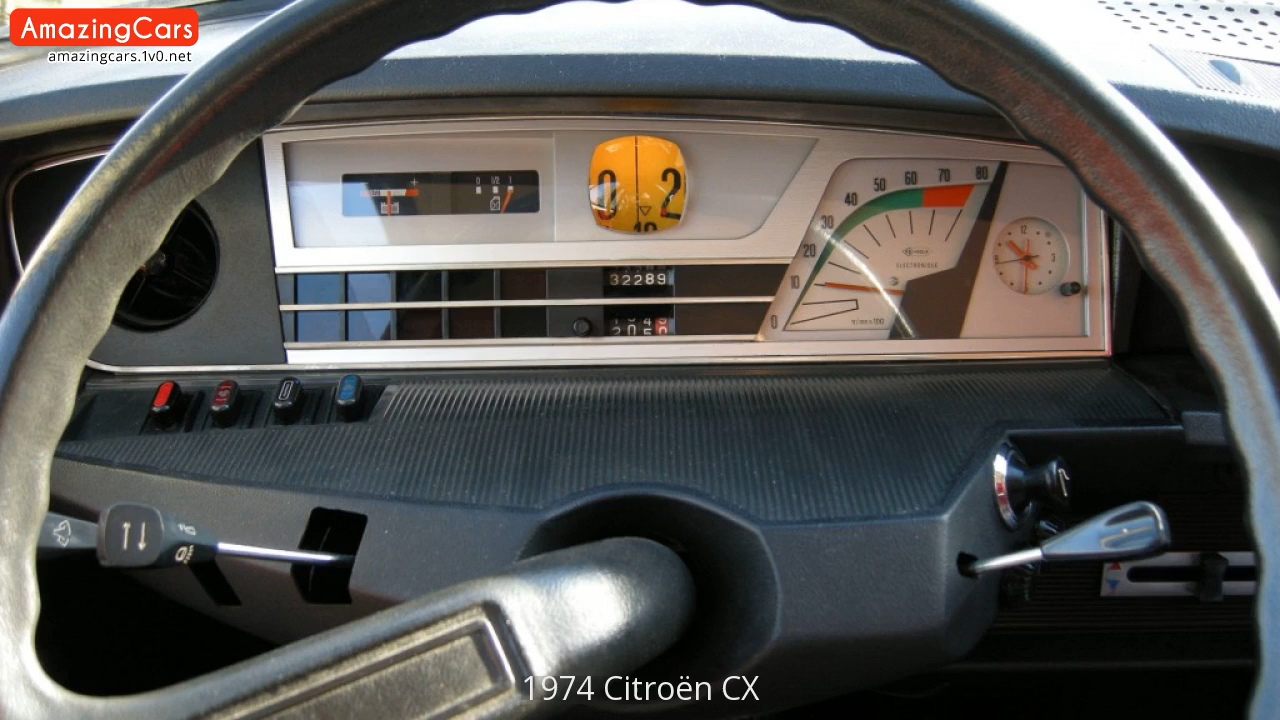 AmazingCars
amazingcars.1v0.net
0 1/2 1
0 2
10
32289
0 10 20 30 40 50 60 70 80
ELECTRONIQUE
12
3
1974 Citroën CX